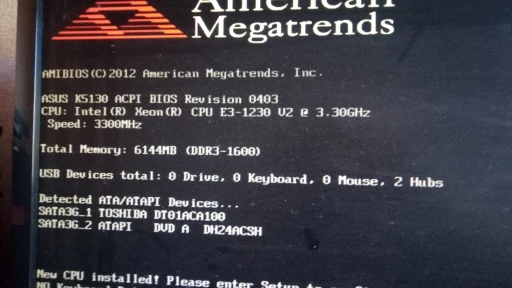 American
Megatrends
AMIBIOS(C)2012 American Megatrends, Inc.
ASUS K5130 ACPI BIOS Revision 0403
CPU: Intel(R) Xeon(R) CPU E3-1230 V2 @ 3.30GHz
Speed: 3300MHz
Total Memory: 6144MB (DDR3-1600)
USB Devices total: 0 Drive, 0 Keyboard, 0 Mouse, 2 Hubs
Detected ATA/ATAPI Devices...
SATA3G_1 TOSHIBA DT01ACA100
SATA3G_2 ATAPI DVD A DH24ACSH
New CPU installed! Please enter Setup to
NO Keyboard